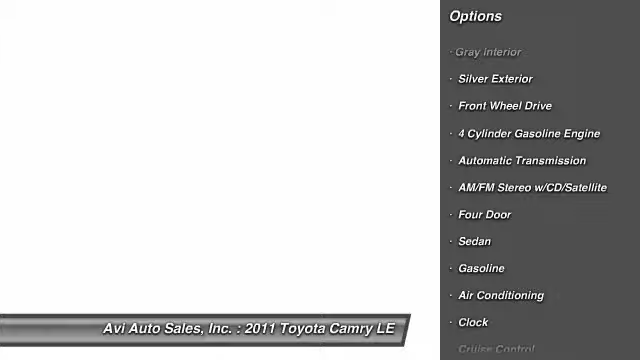 Options
· Gray Interior
· Silver Exterior
· Front Wheel Drive
· 4 Cylinder Gasoline Engine
· Automatic Transmission
· AM/FM Stereo w/CD/Satellite
· Four Door
· Sedan
· Gasoline
· Air Conditioning
· Clock
· Cruise Control
Avi Auto Sales, Inc. : 2011 Toyota Camry LE